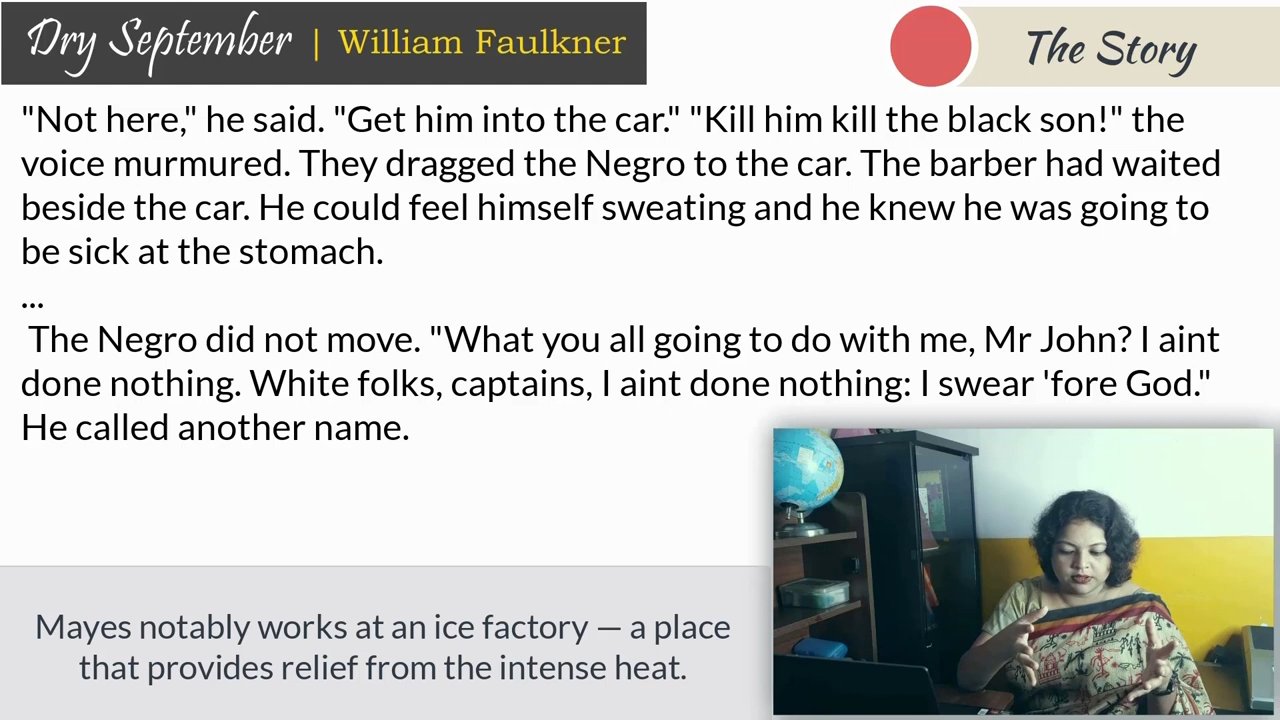 Dry September | William Faulkner
The Story
"Not here," he said. "Get him into the car." "Kill him kill the black son!" the
voice murmured. They dragged the Negro to the car. The barber had waited
beside the car. He could feel himself sweating and he knew he was going to
be sick at the stomach.
...
The Negro did not move. "What you all going to do with me, Mr John? I aint
done nothing. White folks, captains, I aint done nothing: I swear 'fore God."
He called another name.
Mayes notably works at an ice factory — a place
that provides relief from the intense heat.